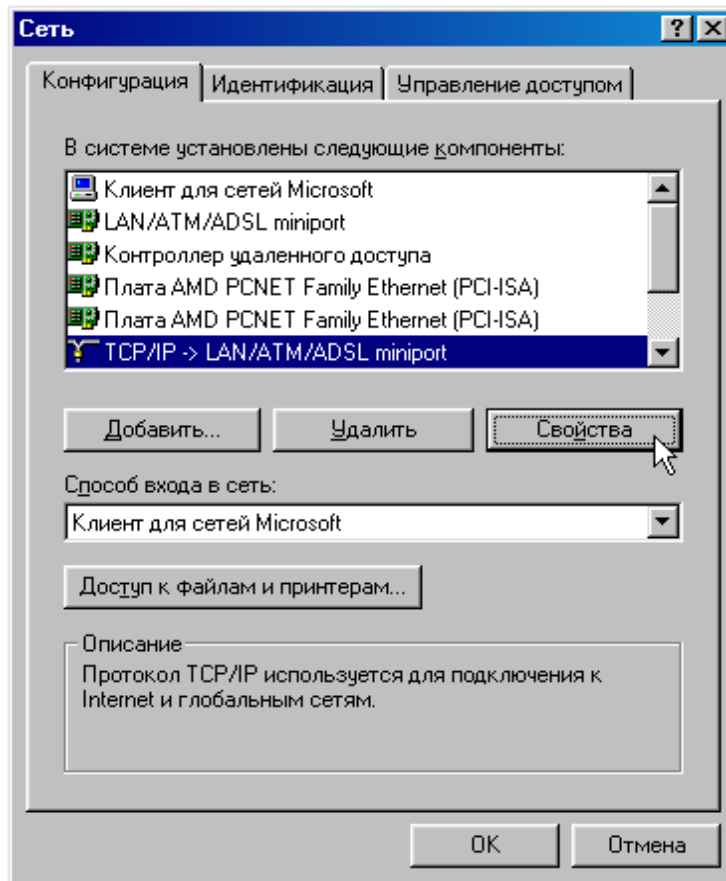 Сеть
Конфигурация Идентификация Управление доступом
В системе установлены следующие компоненты:
Клиент для сетей Microsoft
LAN/ATM/ADSL miniport
Контроллер удаленного доступа
Плата AMD PCNET Family Ethernet (PCI-ISA)
Плата AMD PCNET Family Ethernet (PCI-ISA)
TCP/IP -> LAN/ATM/ADSL miniport
Добавить... Удалить Свойства
Способ входа в сеть:
Клиент для сетей Microsoft
Доступ к файлам и принтерам...
Описание
Протокол TCP/IP используется для подключения к
Internet и глобальным сетям.
OK Отмена